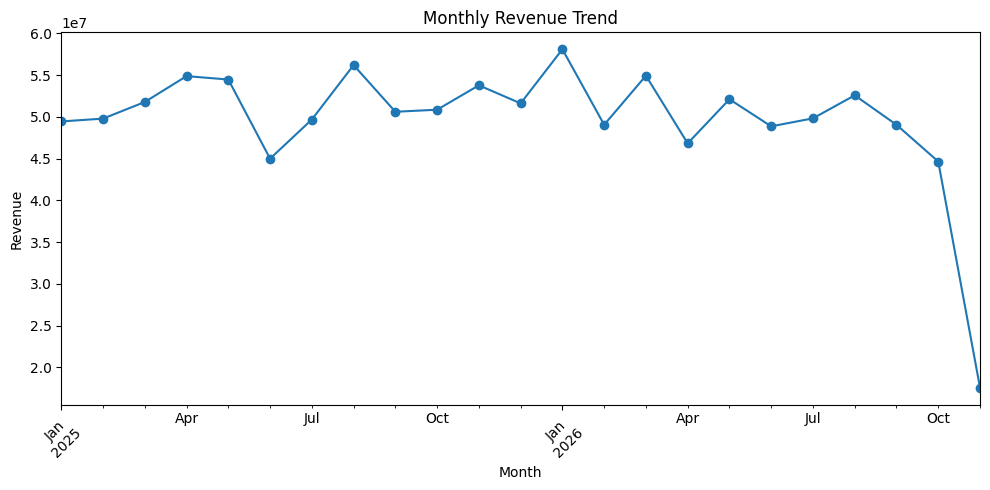 Monthly Revenue Trend
1e7
6.0
5.5
5.0
4.5
4.0
3.5
3.0
2.5
2.0
Revenue
Jan
2025
Apr
Jul
Oct
Jan
2026
Apr
Jul
Oct
Month